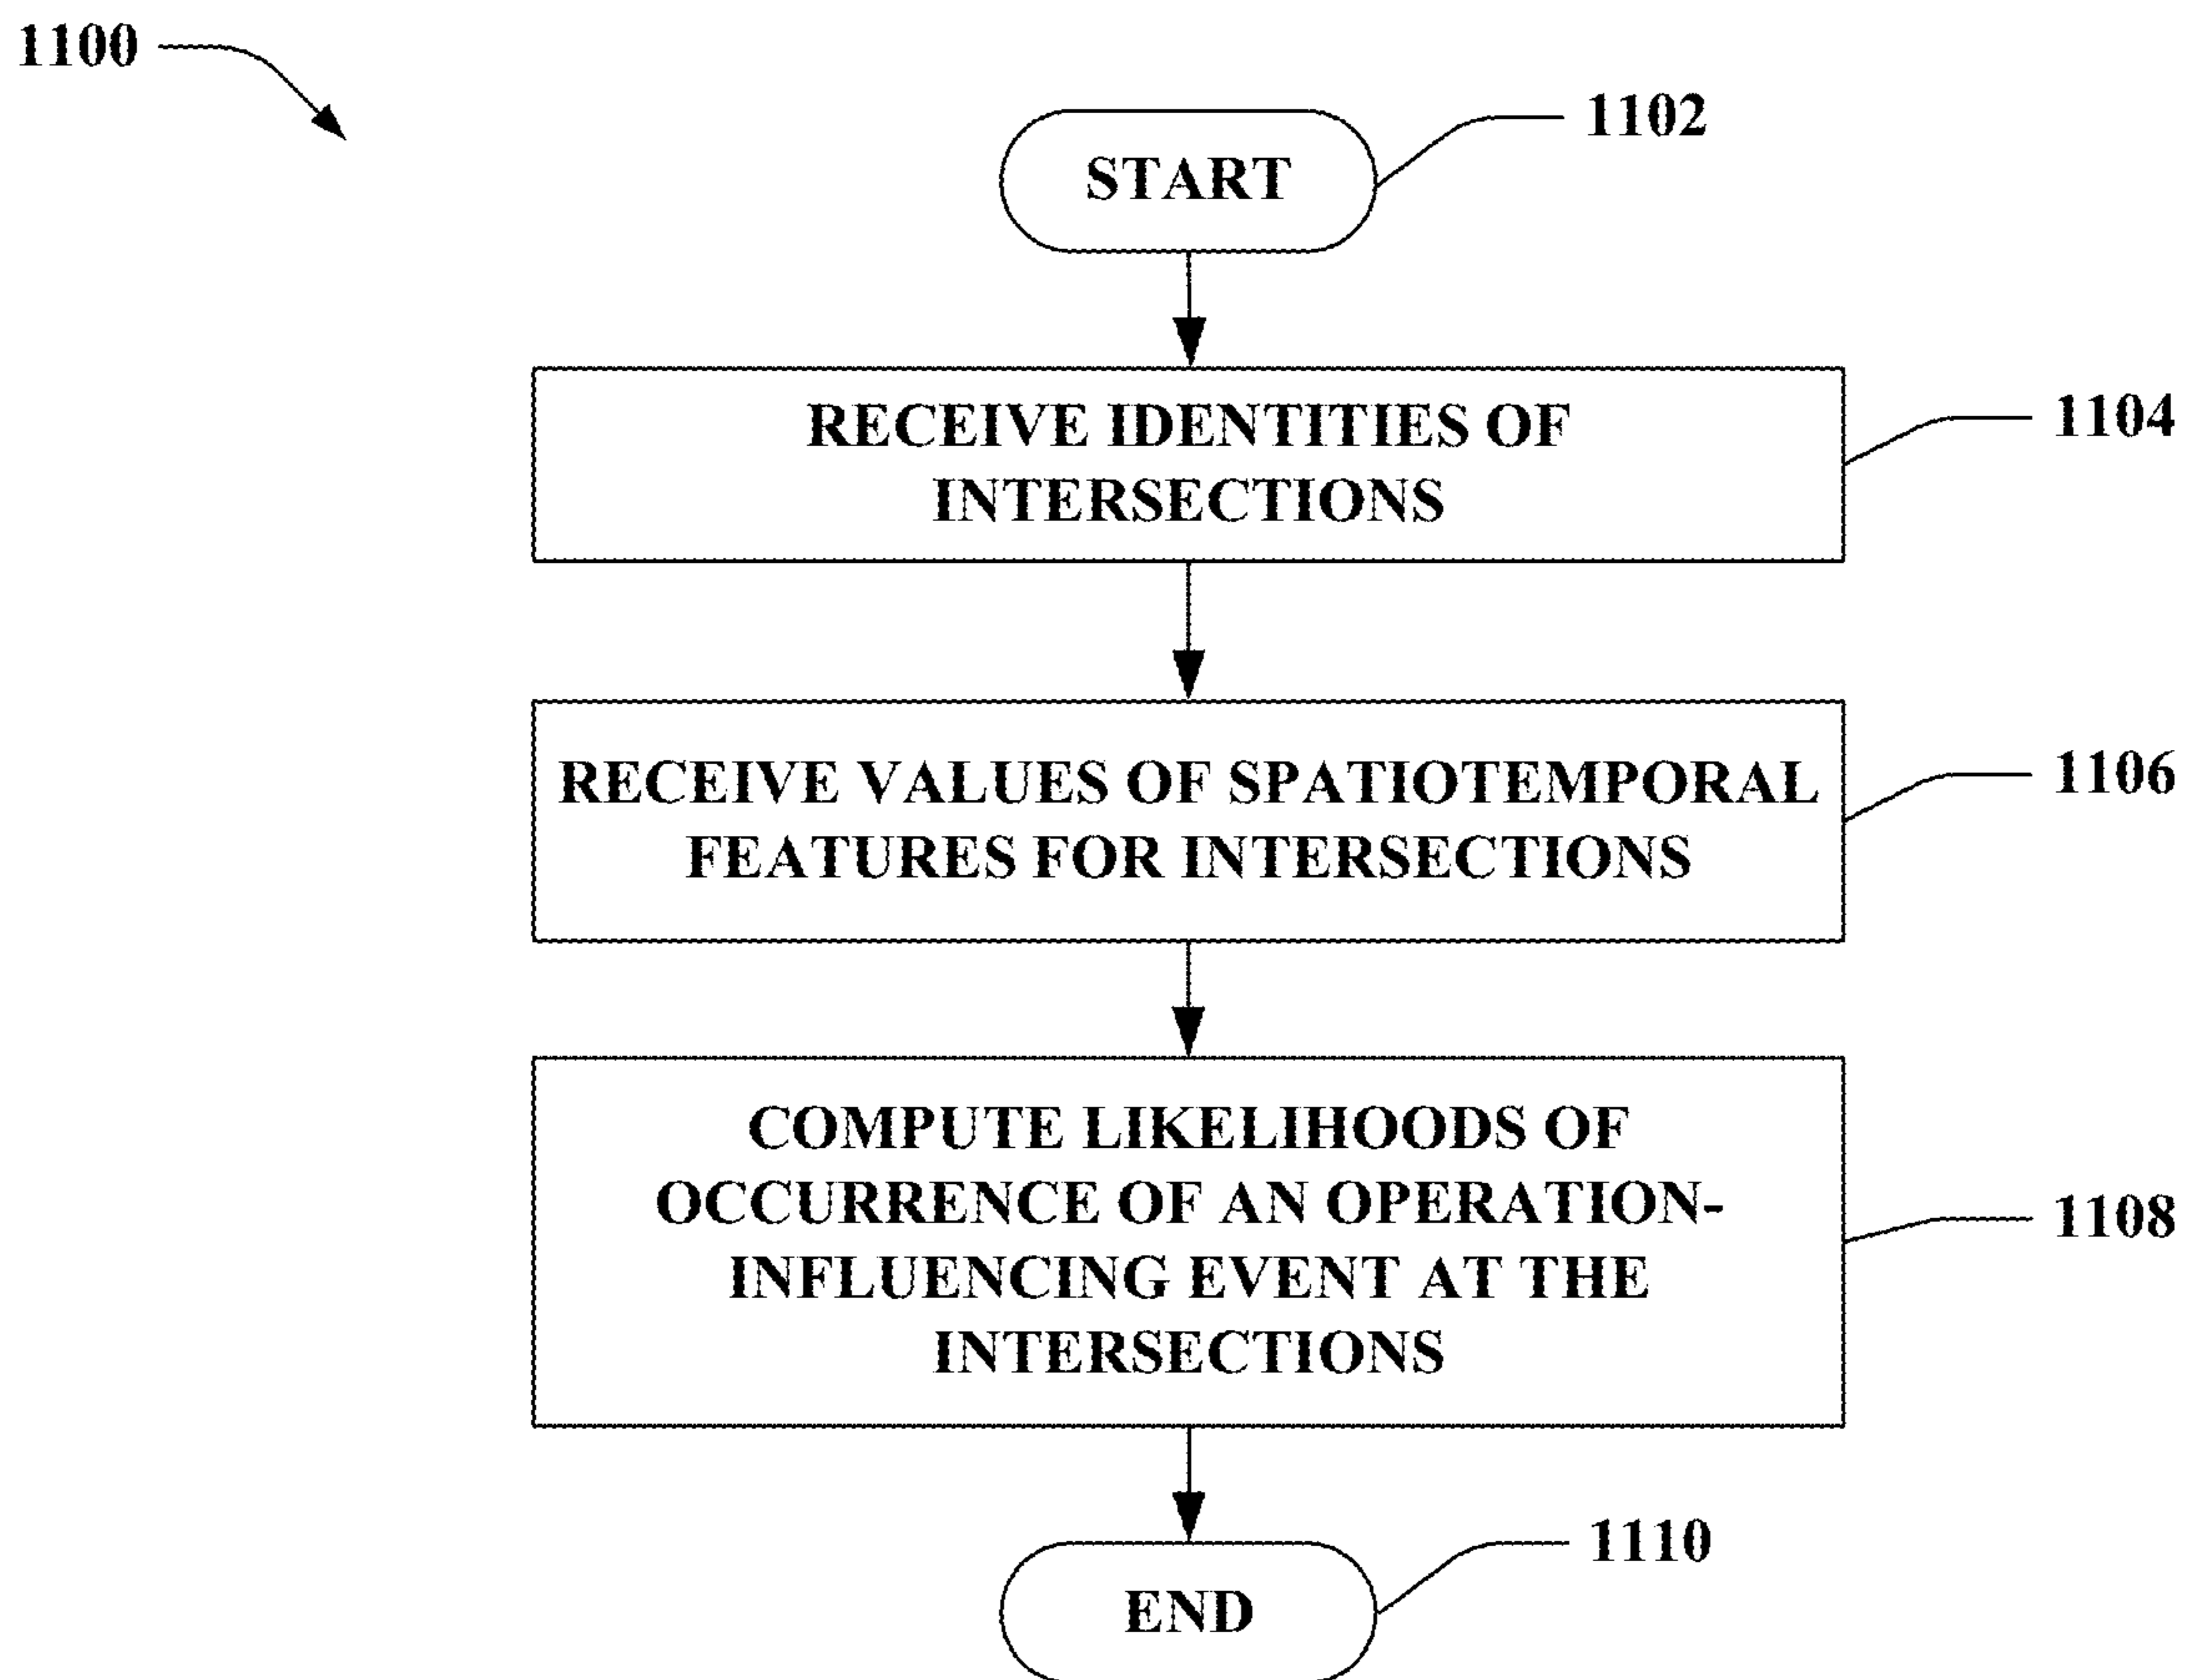 1100
START
1102
RECEIVE IDENTITIES OF
INTERSECTIONS
1104
RECEIVE VALUES OF SPATIOTEMPORAL
FEATURES FOR INTERSECTIONS
1106
COMPUTE LIKELIHOODS OF
OCCURRENCE OF AN OPERATION-
INFLUENCING EVENT AT THE
INTERSECTIONS
1108
END
1110